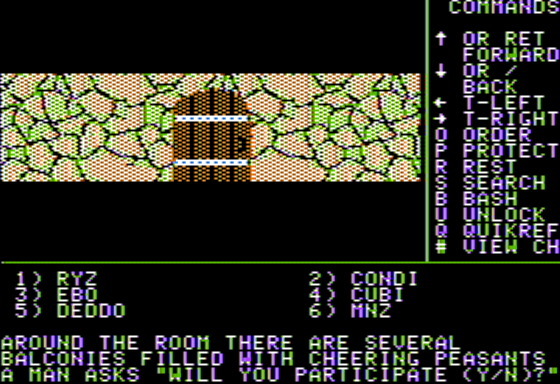 COMMANDS
↑ OR RET
FORWARD
↓ OR /
BACK
← T-LEFT
→ T-RIGHT
O ORDER
P PROTECT
R REST
S SEARCH
B BASH
U UNLOCK
Q QUIKREF
# VIEW CH
1) RYZ 2) CONDI
3) EBO 4) CUBI
5) DEDDO 6) MNZ
AROUND THE ROOM THERE ARE SEVERAL
BALCONIES FILLED WITH CHEERING PEASANTS
A MAN ASKS "WILL YOU PARTICIPATE (Y/N)?"